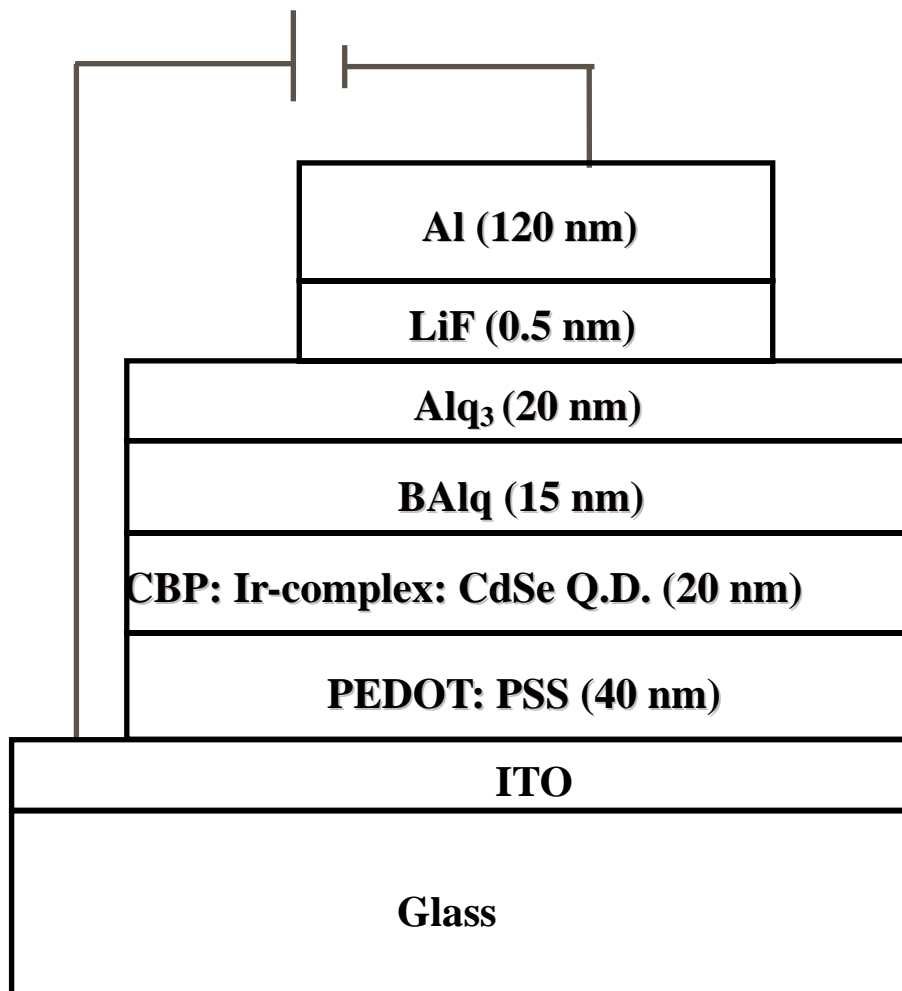 Al (120 nm)
LiF (0.5 nm)
Alq₃ (20 nm)
BAlq (15 nm)
CBP: Ir-complex: CdSe Q.D. (20 nm)
PEDOT: PSS (40 nm)
ITO
Glass